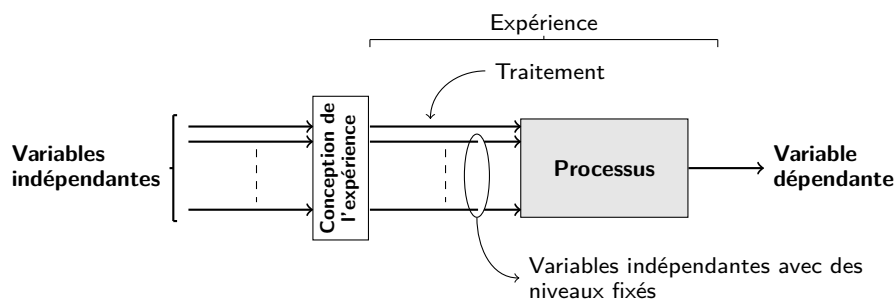 Expérience
Traitement
Variables
indépendantes
Conception de
l'expérience
Processus
Variable
dépendante
Variables indépendantes avec des
niveaux fixés